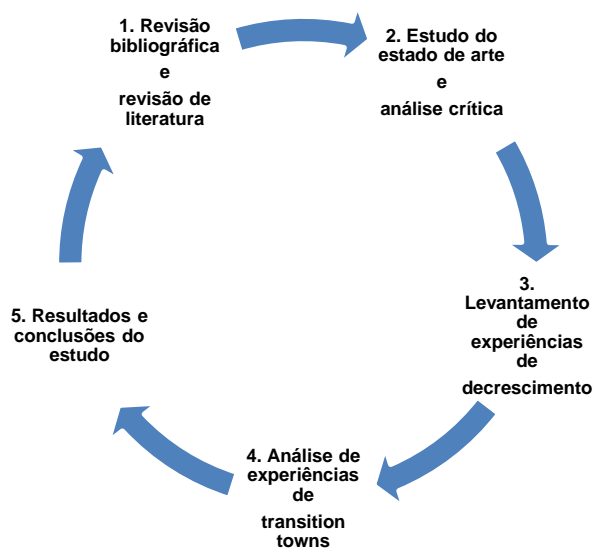 1. Revisão
bibliográfica
e
revisão de
literatura
2. Estudo do
estado de arte
e
análise crítica
3.
Levantamento
de
experiências
de
decrescimento
4. Análise de
experiências
de
transition
towns
5. Resultados e
conclusões do
estudo